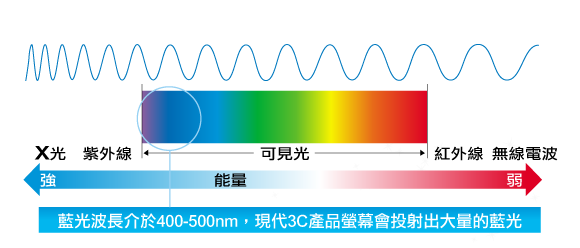 X光 紫外線 可見光 紅外線 無線電波
強 能量 弱
藍光波長介於400-500nm，現代3C產品螢幕會投射出大量的藍光